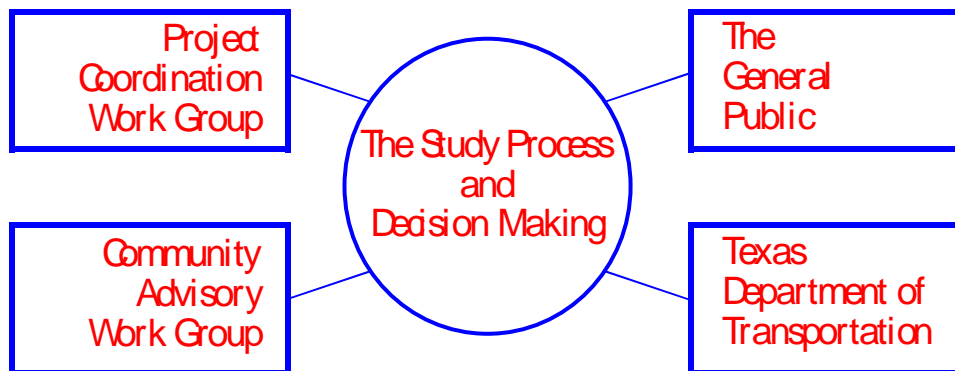 Project
Coordination
Work Group
The
General
Public
The Study Process
and
Decision Making
Community
Advisory
Work Group
Texas
Department of
Transportation